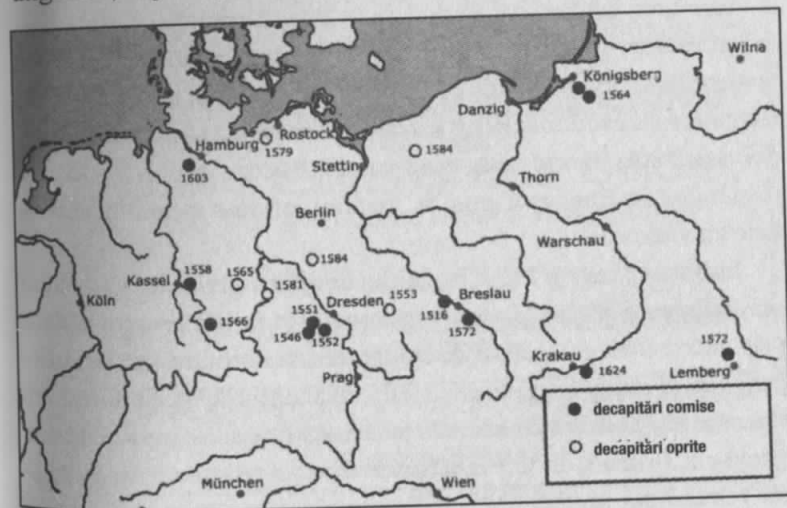 Wilna
Königsberg
1564
Danzig
Rostock
Hamburg
1579
1584
Stetting
1603
Thorn
Berlin
Warschau
1584
1558
1565
Kassel
1581
Köln
1553
Breslau
1551
Dresden
1516
1566
1546
1552
1572
1572
Krakau
1624
Lemberg
Prag
decapitări comise
decapitări oprite
München
Wien